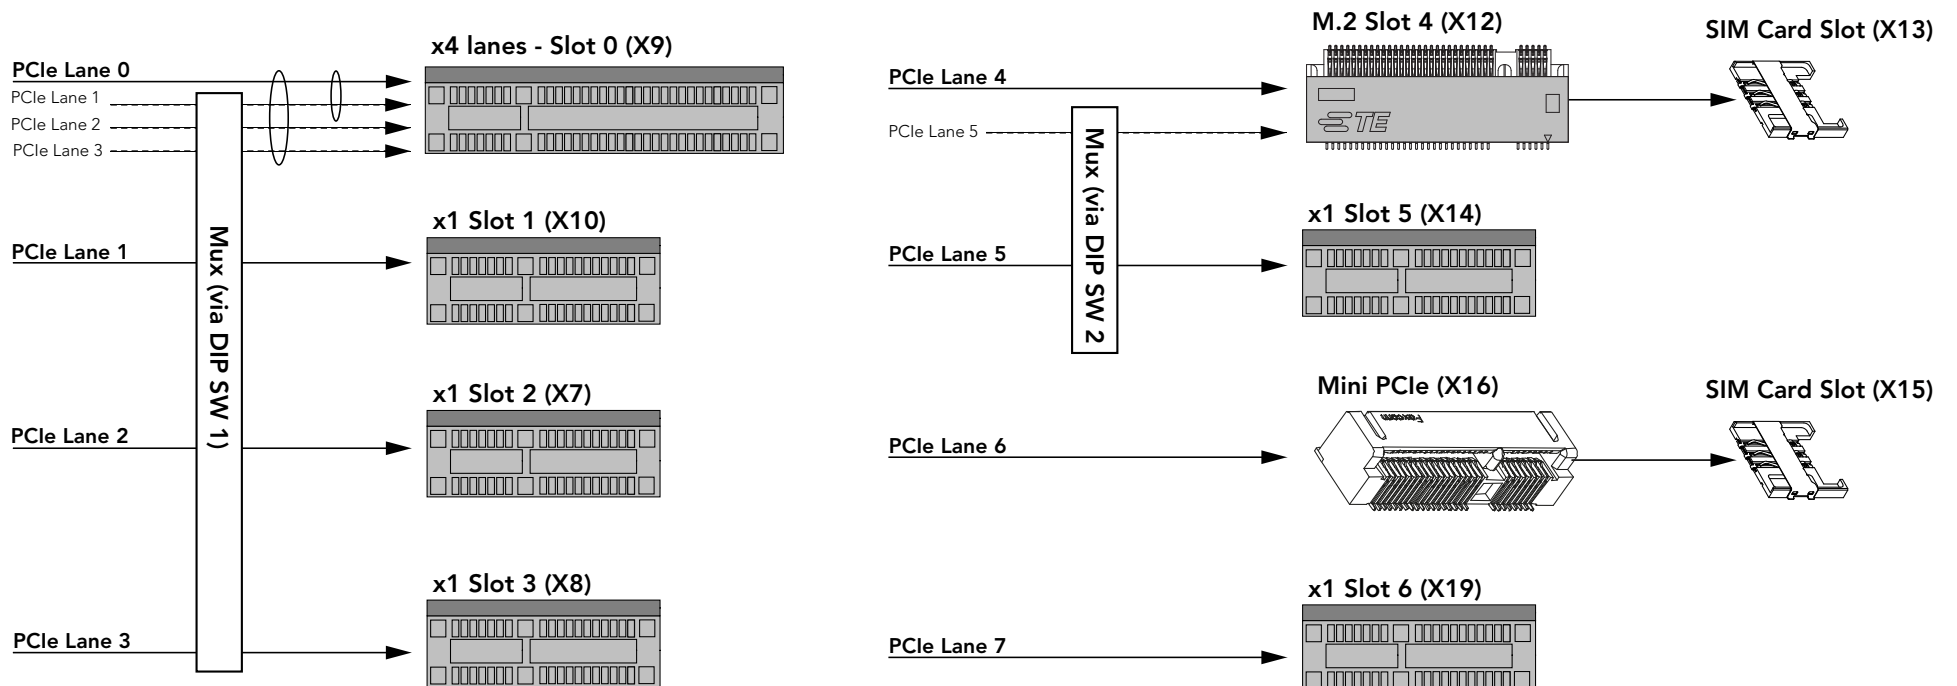 x4 lanes - Slot 0 (X9)
PCIe Lane 0
PCIe Lane 1
PCIe Lane 2
PCIe Lane 3
x1 Slot 1 (X10)
PCIe Lane 1
Mux (via DIP SW 1)
x1 Slot 2 (X7)
PCIe Lane 2
x1 Slot 3 (X8)
PCIe Lane 3
M.2 Slot 4 (X12)
SIM Card Slot (X13)
PCIe Lane 4
TE
PCIe Lane 5
Mux (via DIP SW 2
x1 Slot 5 (X14)
PCIe Lane 5
Mini PCIe (X16)
SIM Card Slot (X15)
Foxconn
PCIe Lane 6
x1 Slot 6 (X19)
PCIe Lane 7